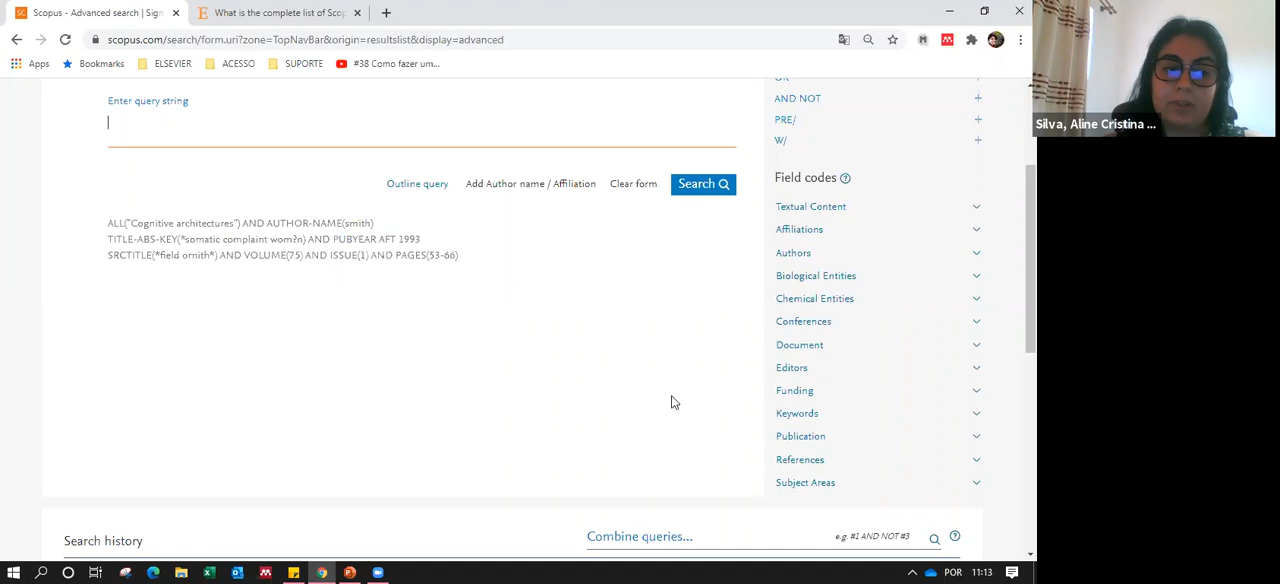 Scopus - Advanced search | Sign
What is the complete list of Scop
scopus.com/search/form.uri?zone=TopNavBar&origin=resultslist&display=advanced
Apps
Bookmarks
ELSEVIER
ACESSO
SUPORTE
#38 Como fazer um...
Enter query string
Outline query
Add Author name / Affiliation
Clear form
Search
ALL("Cognitive architectures") AND AUTHOR-NAME(smith)
TITLE-ABS-KEY(*somatic complaint wom?n) AND PUBYEAR AFT 1993
SRCTITLE(*field ornith*) AND VOLUME(75) AND ISSUE(1) AND PAGES(53-66)
OR
AND NOT
PRE/
W/
Field codes
Textual Content
Affiliations
Authors
Biological Entities
Chemical Entities
Conferences
Document
Editors
Funding
Keywords
Publication
References
Subject Areas
Search history
Combine queries...
e.g. #1 AND NOT #3
Silva, Aline Cristina ...
POR
11:13